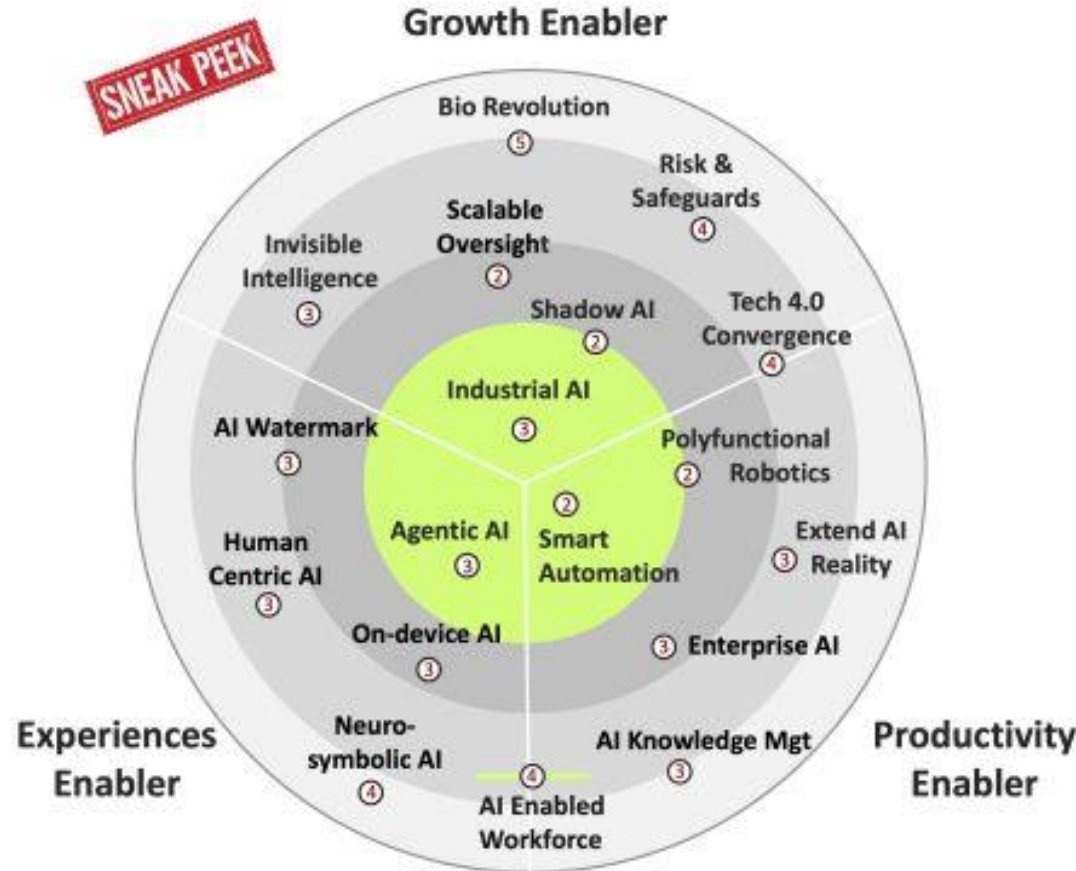 Growth Enabler
SNEAK PEEK
Bio Revolution
5
Risk &
Safeguards
4
Scalable
Oversight
2
Invisible
Intelligence
3
Shadow AI
2
Tech 4.0
Convergence
4
Industrial AI
3
AI Watermark
3
Polyfunctional
Robotics
2
Agentic AI
3
2
Smart
Automation
Extend AI
Reality
3
Human
Centric AI
3
On-device AI
3
3
Enterprise AI
Experiences
Enabler
Neuro-
symbolic AI
4
4
AI Enabled
Workforce
AI Knowledge Mgt
3
Productivity
Enabler